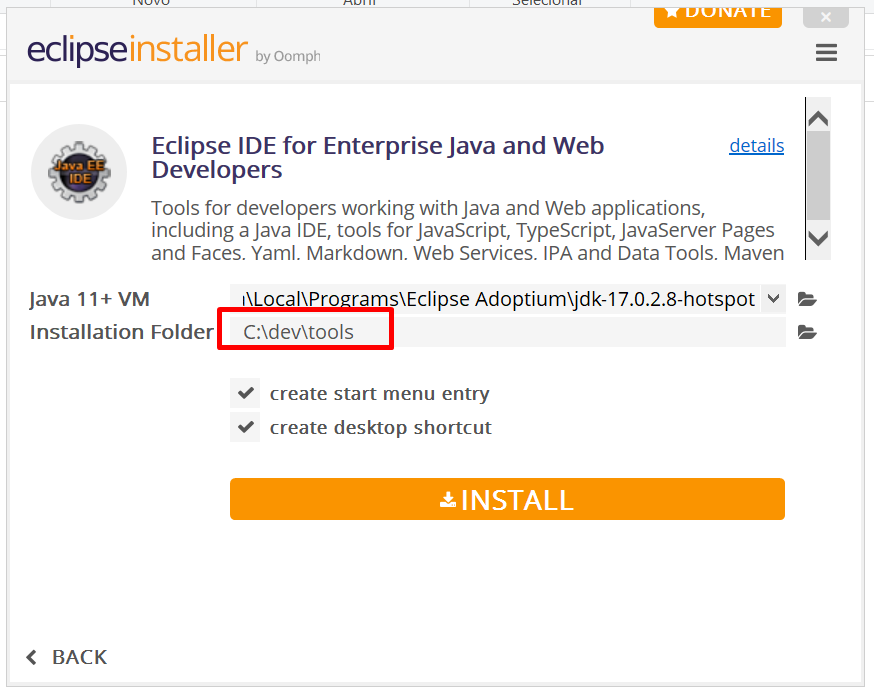 Novo Abrir Selecionar
DONATE
eclipseinstaller by Oomph
Java EE
IDE
Eclipse IDE for Enterprise Java and Web
Developers
details
Tools for developers working with Java and Web applications,
including a Java IDE, tools for JavaScript, TypeScript, JavaServer Pages
and Faces. Yaml. Markdown. Web Services. JPA and Data Tools. Maven
Java 11+ VM \Local\Programs\Eclipse Adoptium\jdk-17.0.2.8-hotspot
Installation Folder C:\dev\tools
create start menu entry
create desktop shortcut
INSTALL
BACK